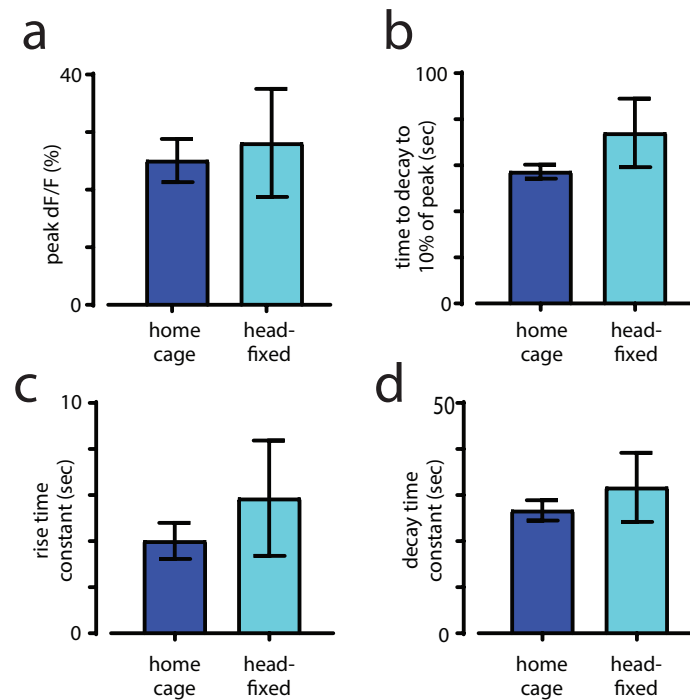 a
40
peak dF/F (%)
0
home
cage
head-
fixed
b
100
time to decay to
10% of peak (sec)
0
home
cage
head-
fixed
c
10
rise time
constant (sec)
0
home
cage
head-
fixed
d
50
decay time
constant (sec)
0
home
cage
head-
fixed